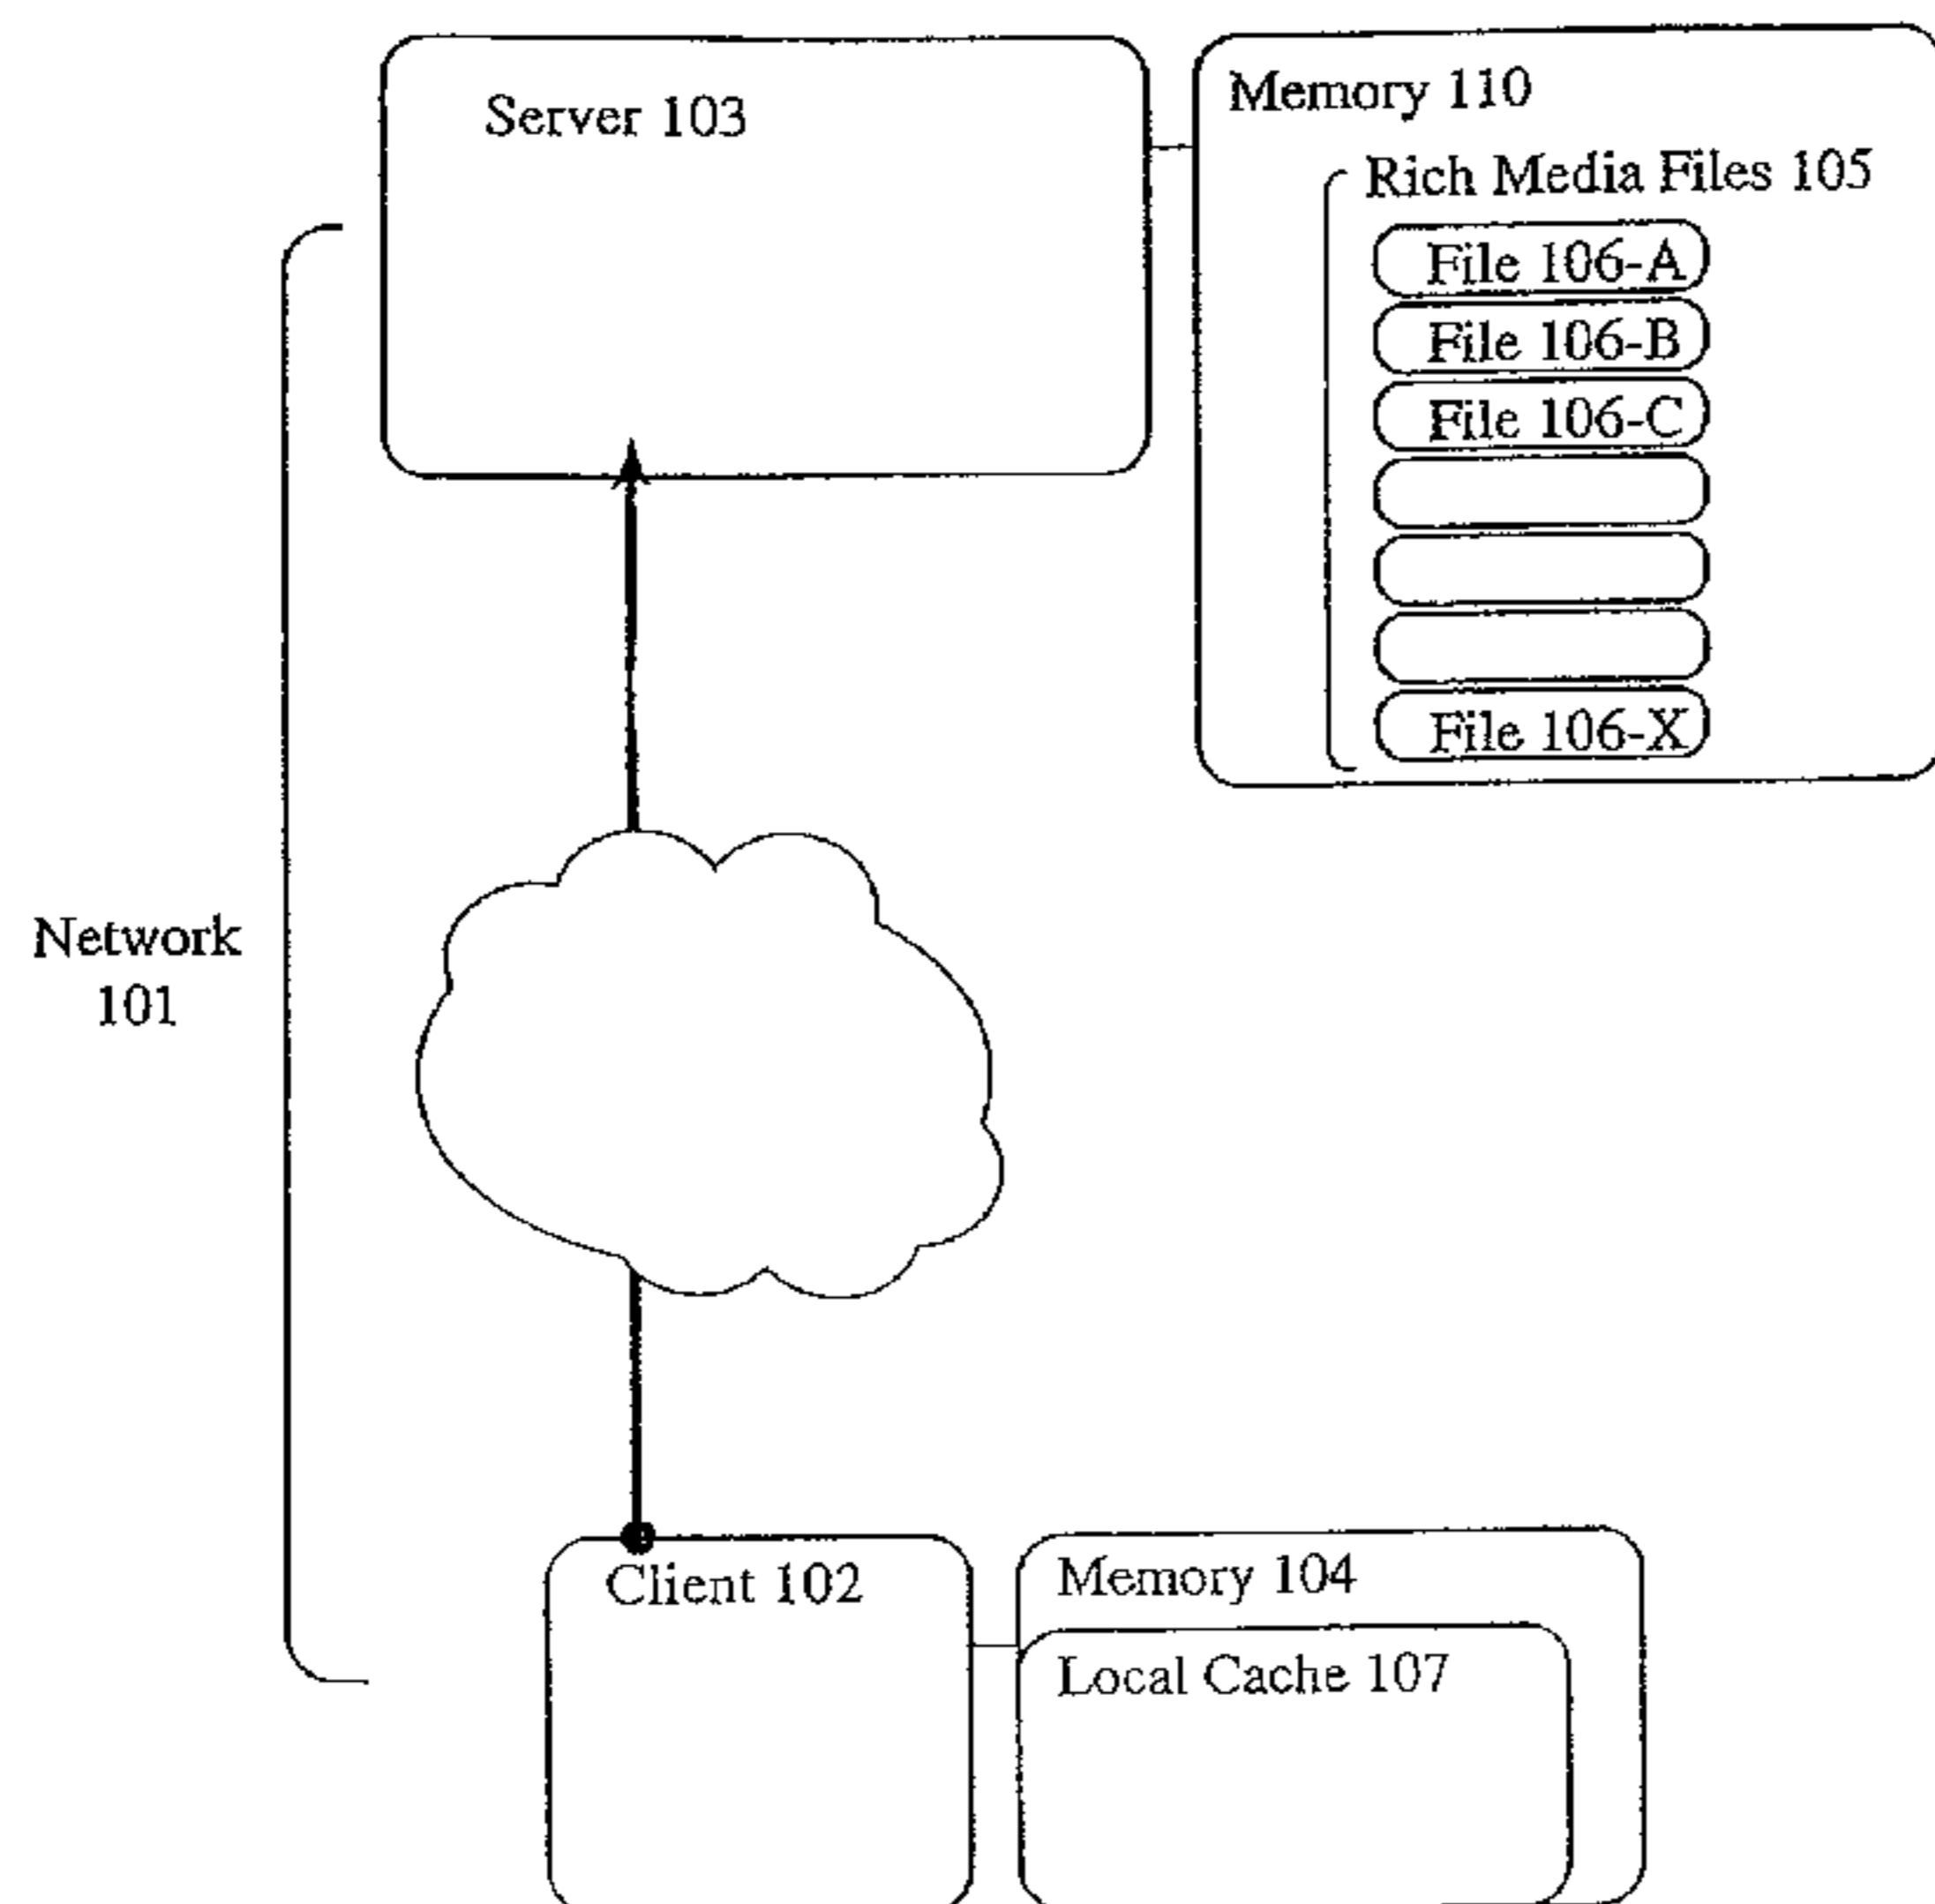 Server 103
Memory 110
Rich Media Files 105
File 106-A
File 106-B
File 106-C
File 106-X
Network
101
Client 102
Memory 104
Local Cache 107